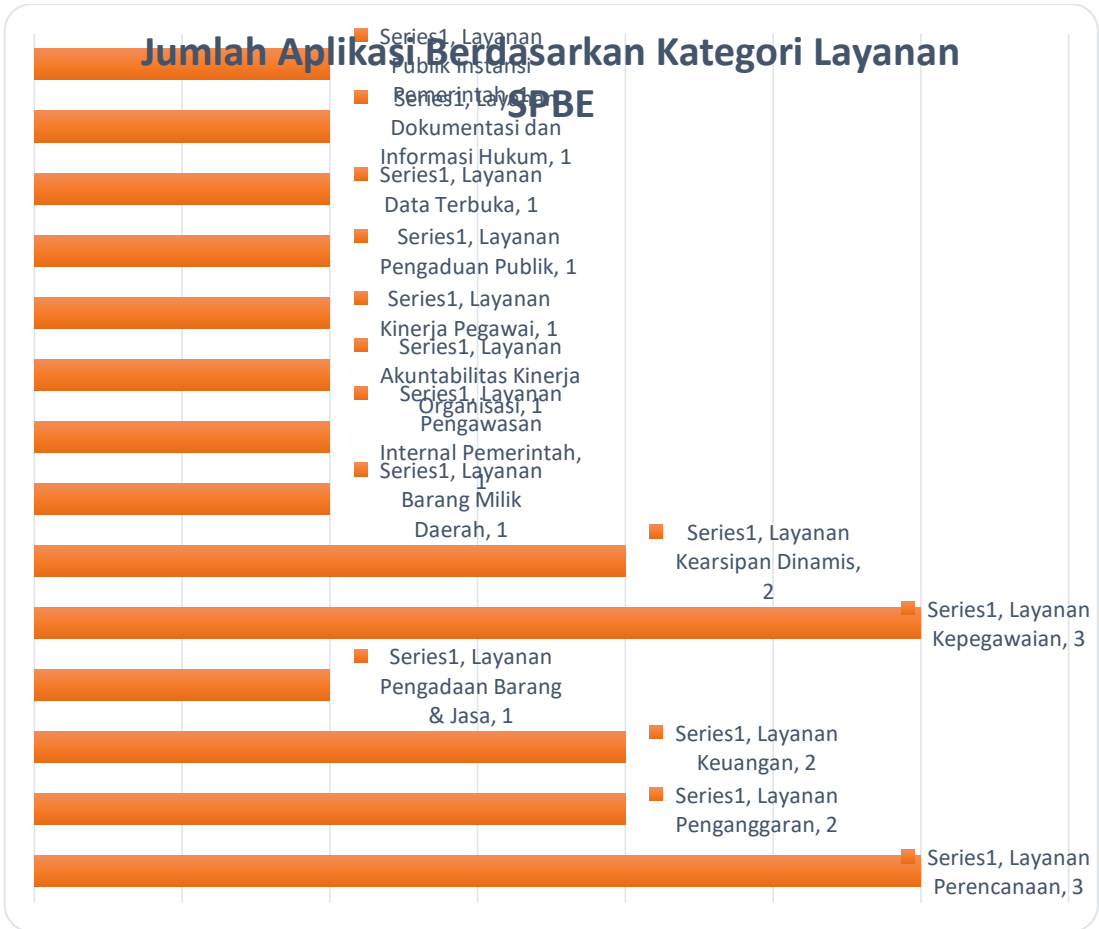 Jumlah Aplikasi Berdasarkan Kategori Layanan
SPBE
Series1, Layanan
Publik Instansi
Pemerintah, 1
Series1, Layanan
Dokumentasi dan
Informasi Hukum, 1
Series1, Layanan
Data Terbuka, 1
Series1, Layanan
Pengaduan Publik, 1
Series1, Layanan
Kinerja Pegawai, 1
Series1, Layanan
Akuntabilitas Kinerja
Organisasi, 1
Series1, Layanan
Pengawasan
Internal Pemerintah,
1
Series1, Layanan
Barang Milik
Daerah, 1
Series1, Layanan
Kearsipan Dinamis,
2
Series1, Layanan
Kepegawaian, 3
Series1, Layanan
Pengadaan Barang
& Jasa, 1
Series1, Layanan
Keuangan, 2
Series1, Layanan
Penganggaran, 2
Series1, Layanan
Perencanaan, 3